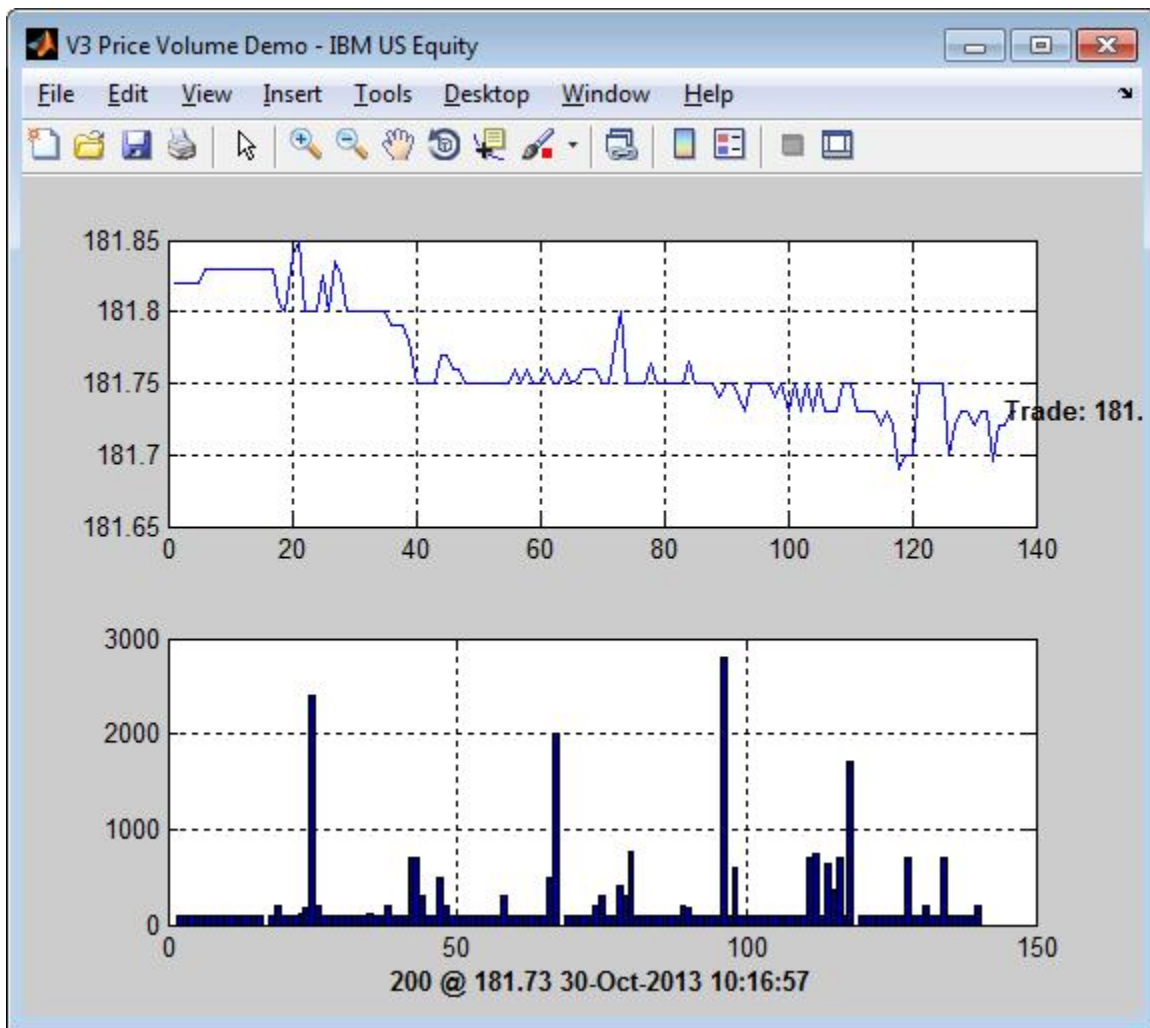 V3 Price Volume Demo - IBM US Equity
File Edit View Insert Tools Desktop Window Help
181.85
181.8
181.75
Trade: 181.
181.7
181.65
0 20 40 60 80 100 120 140
3000
2000
1000
0
0 50 100 150
200 @ 181.73 30-Oct-2013 10:16:57